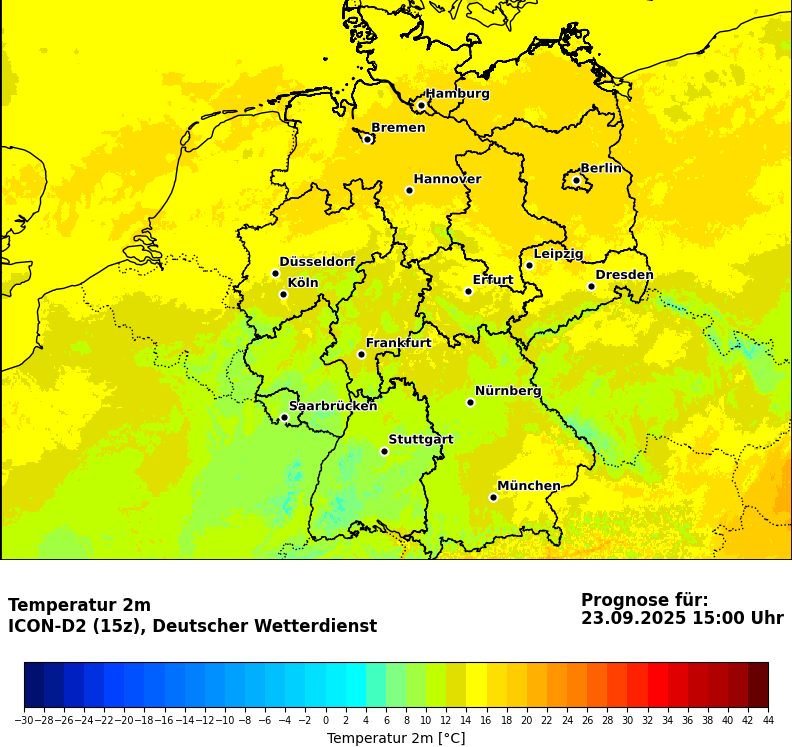 Hamburg
Bremen
Berlin
Hannover
Leipzig
Düsseldorf
Dresden
Köln
Erfurt
Frankfurt
Nürnberg
Saarbrücken
Stuttgart
München
Temperatur 2m
ICON-D2 (15z), Deutscher Wetterdienst
Prognose für:
23.09.2025 15:00 Uhr
−30 −28 −26 −24 −22 −20 −18 −16 −14 −12 −10 −8 −6 −4 −2 0 2 4 6 8 10 12 14 16 18 20 22 24 26 28 30 32 34 36 38 40 42 44
Temperatur 2m [°C]